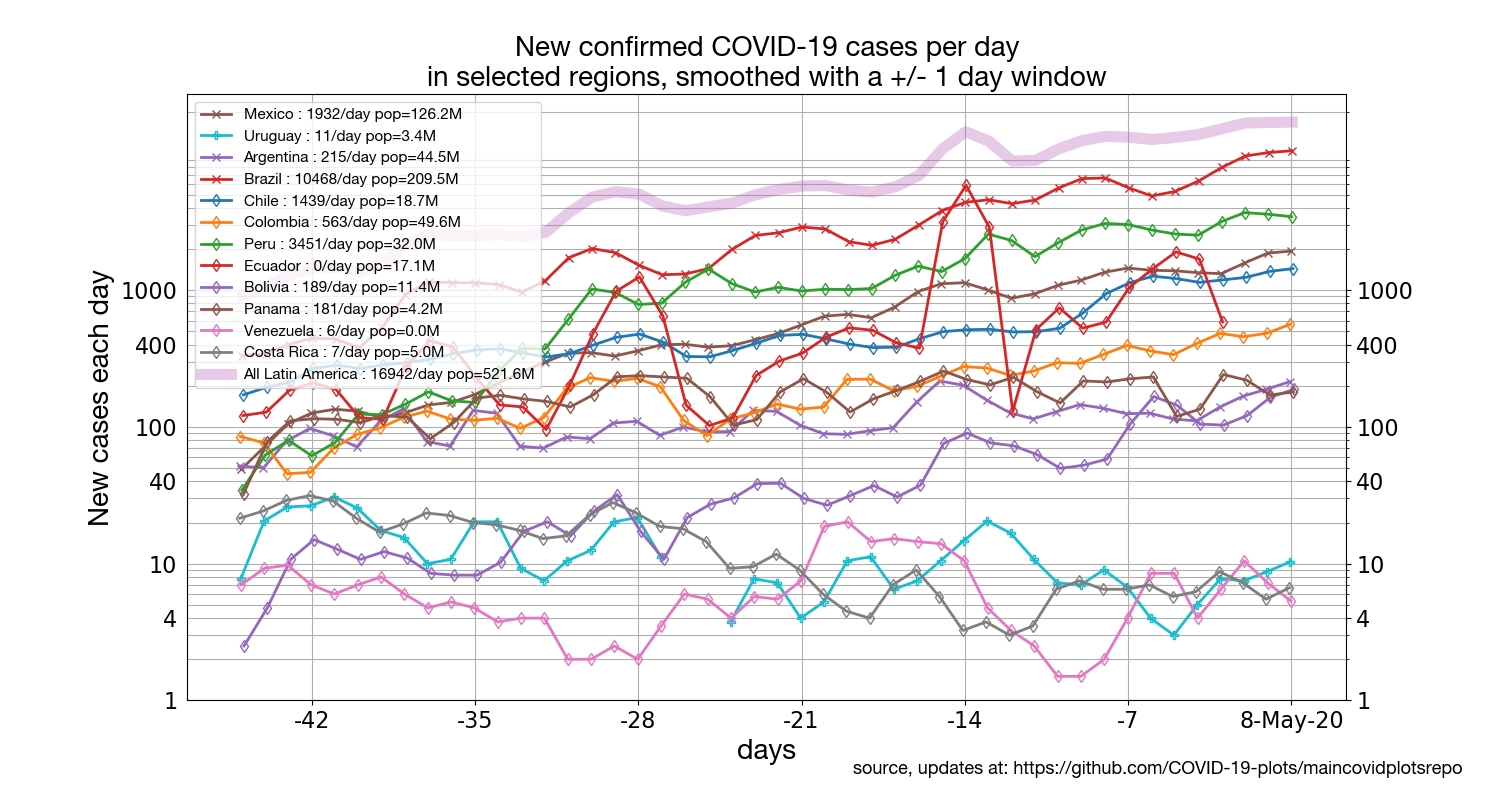 New confirmed COVID-19 cases per day
in selected regions, smoothed with a +/- 1 day window
Mexico : 1932/day pop=126.2M
Uruguay : 11/day pop=3.4M
Argentina : 215/day pop=44.5M
Brazil : 10468/day pop=209.5M
Chile : 1439/day pop=18.7M
Colombia : 563/day pop=49.6M
Peru : 3451/day pop=32.0M
Ecuador : 0/day pop=17.1M
Bolivia : 189/day pop=11.4M
Panama : 181/day pop=4.2M
Venezuela : 6/day pop=0.0M
Costa Rica : 7/day pop=5.0M
All Latin America : 16942/day pop=521.6M
New cases each day
1000
400
100
40
10
4
1
1000
400
100
40
10
4
1
-42 -35 -28 -21 -14 -7 8-May-20
days
source, updates at: https://github.com/COVID-19-plots/maincovidplotsrepo